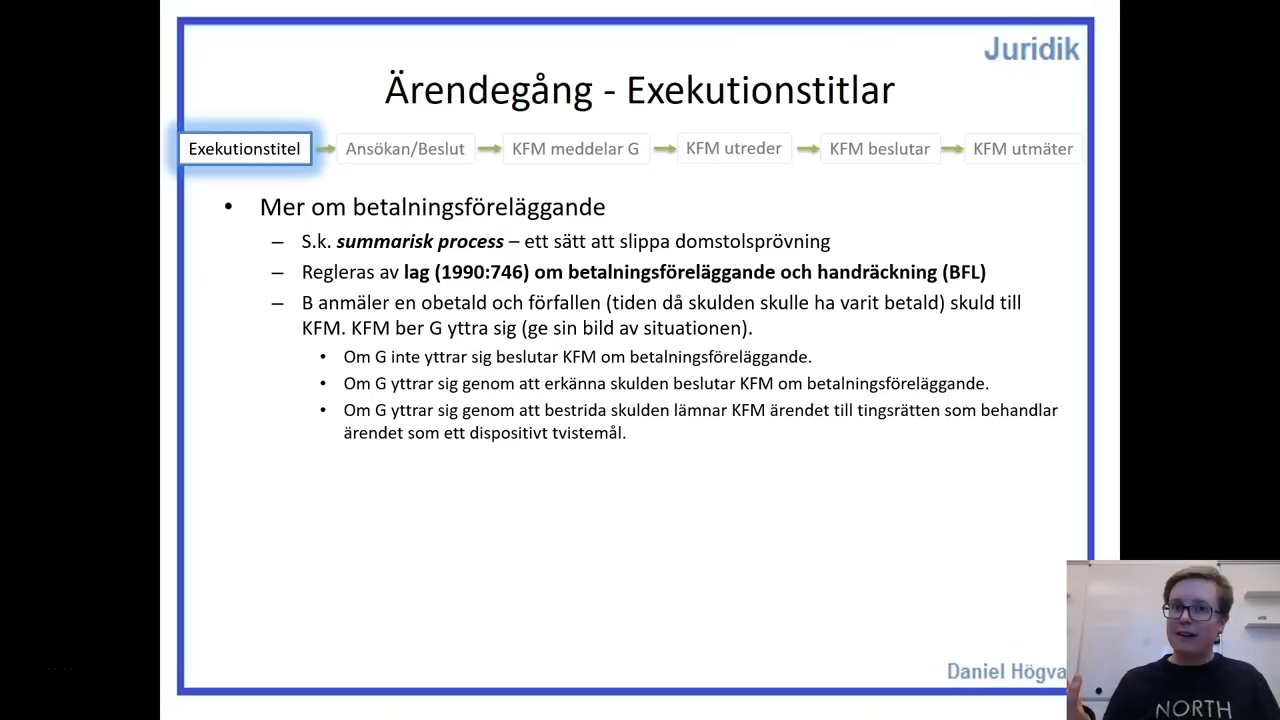 Juridik
Ärendegång - Exekutionstitlar
Exekutionstitel
Ansökan/Beslut
KFM meddelar G
KFM utreder
KFM beslutar
KFM utmäter
• Mer om betalningsföreläggande
– S.k. summarisk process – ett sätt att slippa domstolsprövning
– Regleras av lag (1990:746) om betalningsföreläggande och handräckning (BFL)
– B anmäler en obetald och förfallen (tiden då skulden skulle ha varit betald) skuld till
KFM. KFM ber G yttra sig (ge sin bild av situationen).
• Om G inte yttrar sig beslutar KFM om betalningsföreläggande.
• Om G yttrar sig genom att erkänna skulden beslutar KFM om betalningsföreläggande.
• Om G yttrar sig genom att bestrida skulden lämnar KFM ärendet till tingsrätten som behandlar
ärendet som ett dispositivt tvistemål.
Daniel Högva
NORTH